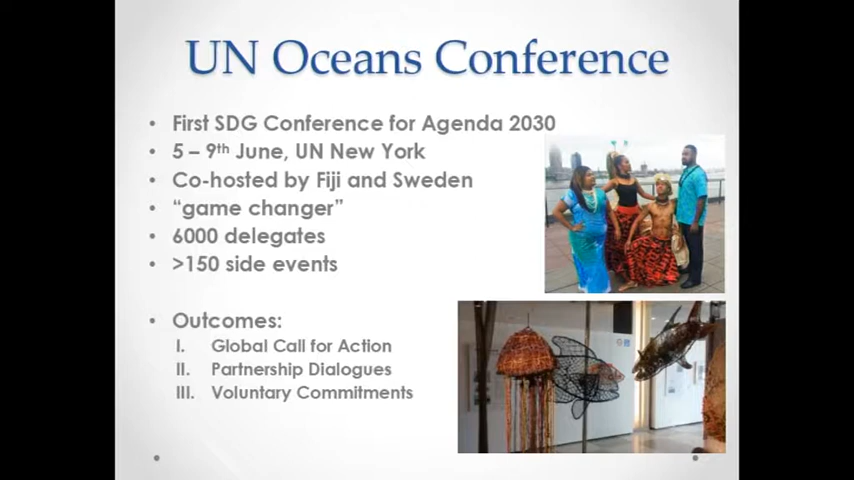 UN Oceans Conference
• First SDG Conference for Agenda 2030
• 5 – 9th June, UN New York
• Co-hosted by Fiji and Sweden
• “game changer”
• 6000 delegates
• >150 side events
• Outcomes:
I. Global Call for Action
II. Partnership Dialogues
III. Voluntary Commitments